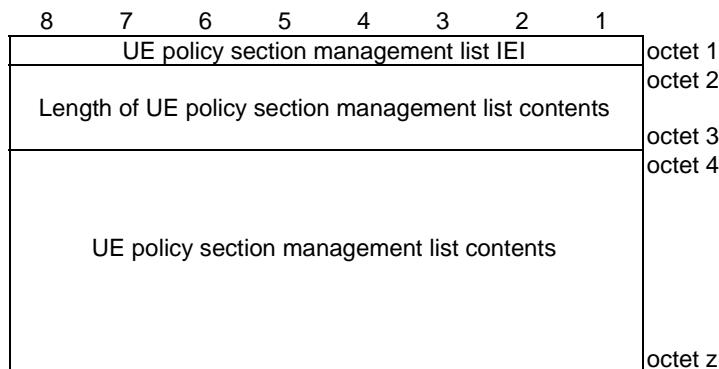 8 7 6 5 4 3 2 1
UE policy section management list IEI octet 1
octet 2
Length of UE policy section management list contents
octet 3
octet 4
UE policy section management list contents
octet z